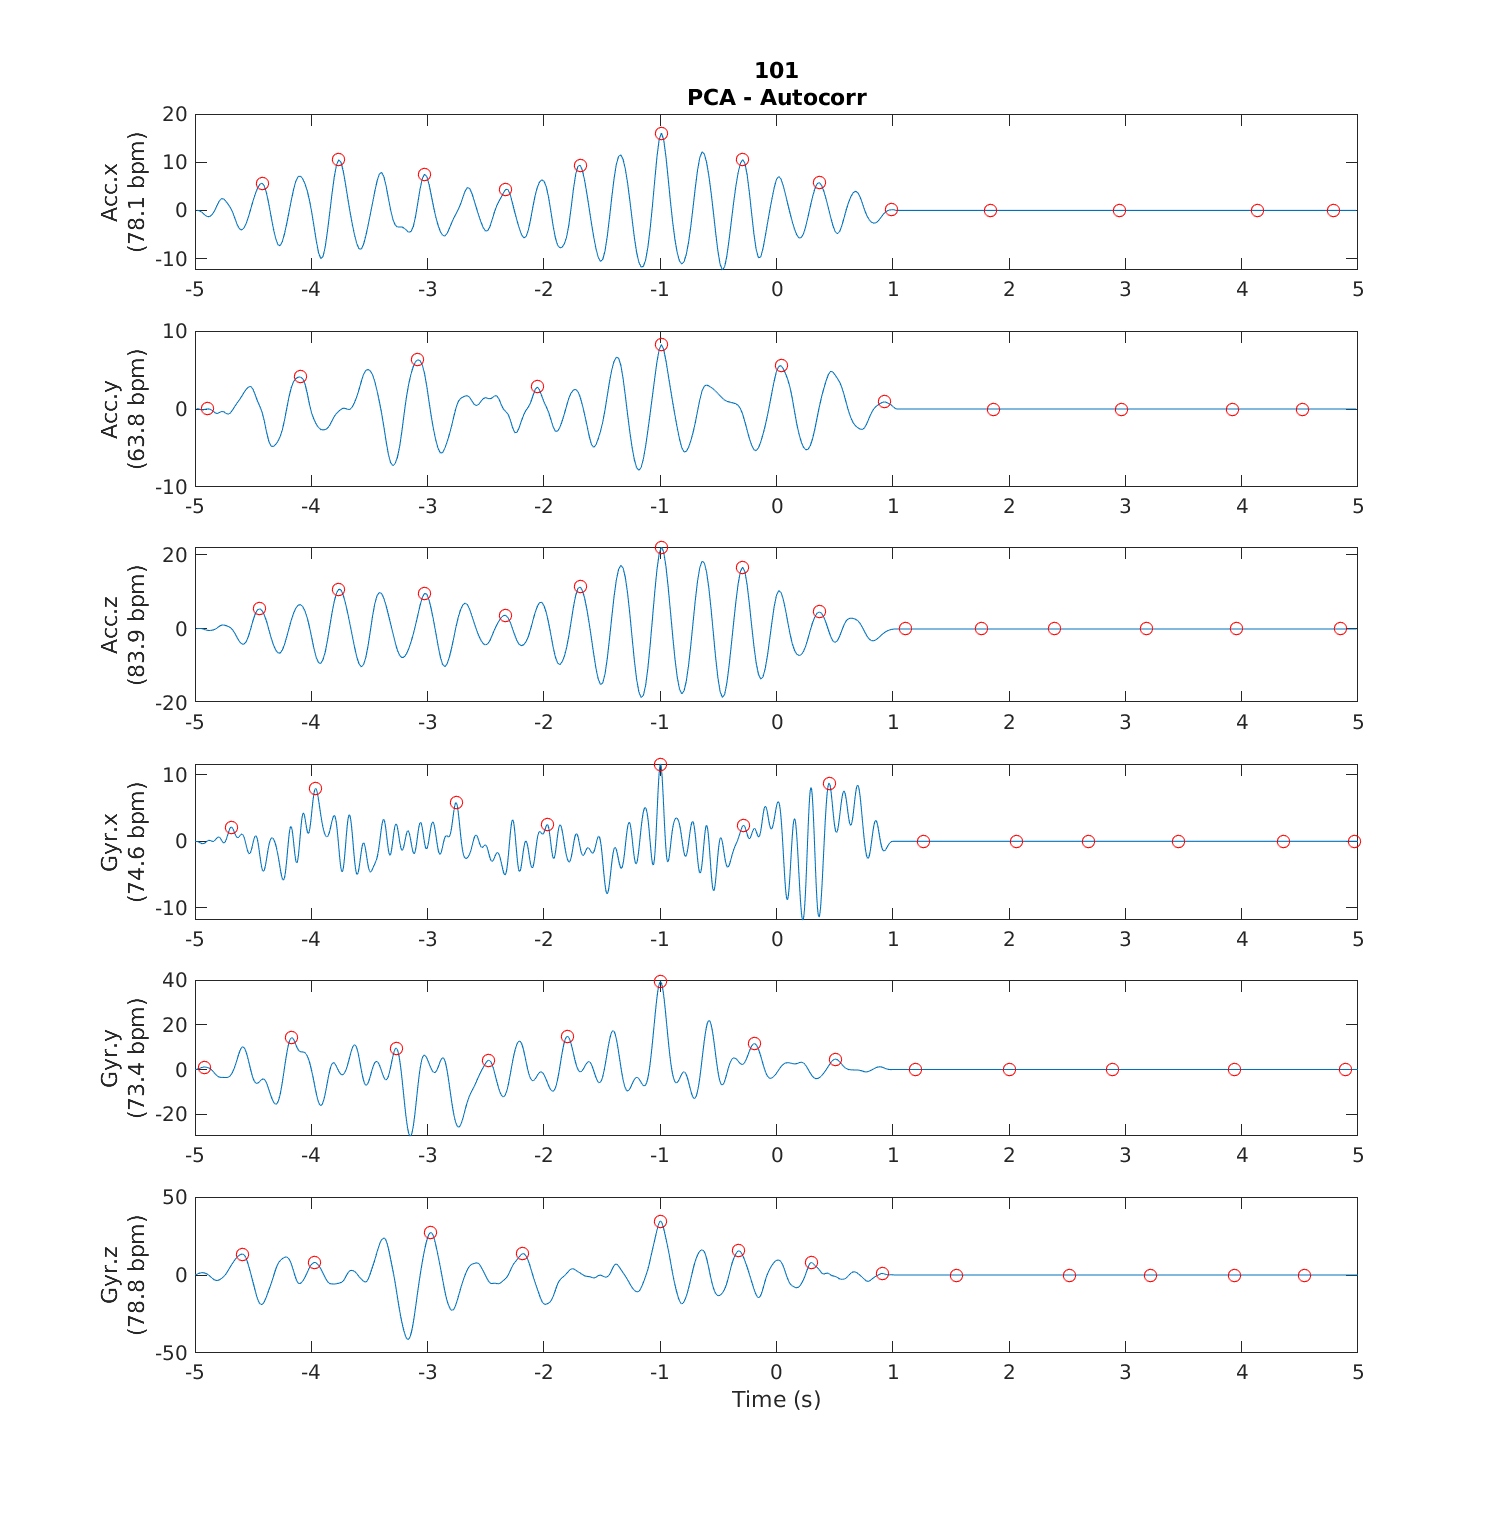 101
PCA - Autocorr
Acc.x
(78.1 bpm)
20
10
0
-10
-5 -4 -3 -2 -1 0 1 2 3 4 5
Acc.y
(63.8 bpm)
10
0
-10
-5 -4 -3 -2 -1 0 1 2 3 4 5
Acc.z
(83.9 bpm)
20
0
-20
-5 -4 -3 -2 -1 0 1 2 3 4 5
Gyr.x
(74.6 bpm)
10
0
-10
-5 -4 -3 -2 -1 0 1 2 3 4 5
Gyr.y
(73.4 bpm)
40
20
0
-20
-5 -4 -3 -2 -1 0 1 2 3 4 5
Gyr.z
(78.8 bpm)
50
0
-50
-5 -4 -3 -2 -1 0 1 2 3 4 5
Time (s)